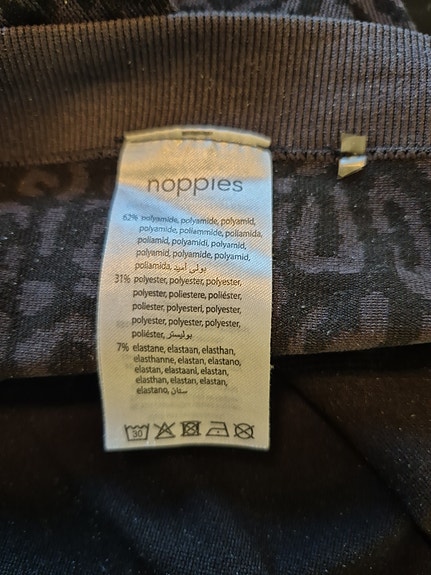 noppies
62% polyamide, polyamide, polyamid,
polyamide, poliammide, poliamida,
poliamid, polyamidi, polyamid,
polyamid, polyamide, polyamid,
poliamida, بولي أميد
31% polyester, polyester, polyester,
polyester, poliestere, poliéster,
poliester, polyesteri, polyester,
polyester, polyester, polyester,
poliéster, بوليستر
7% elastane, elastaan, elasthan,
elasthanne, elastan, elastano,
elastan, elastaani, elastan,
elasthan, elastan, elastan,
elastano,
30